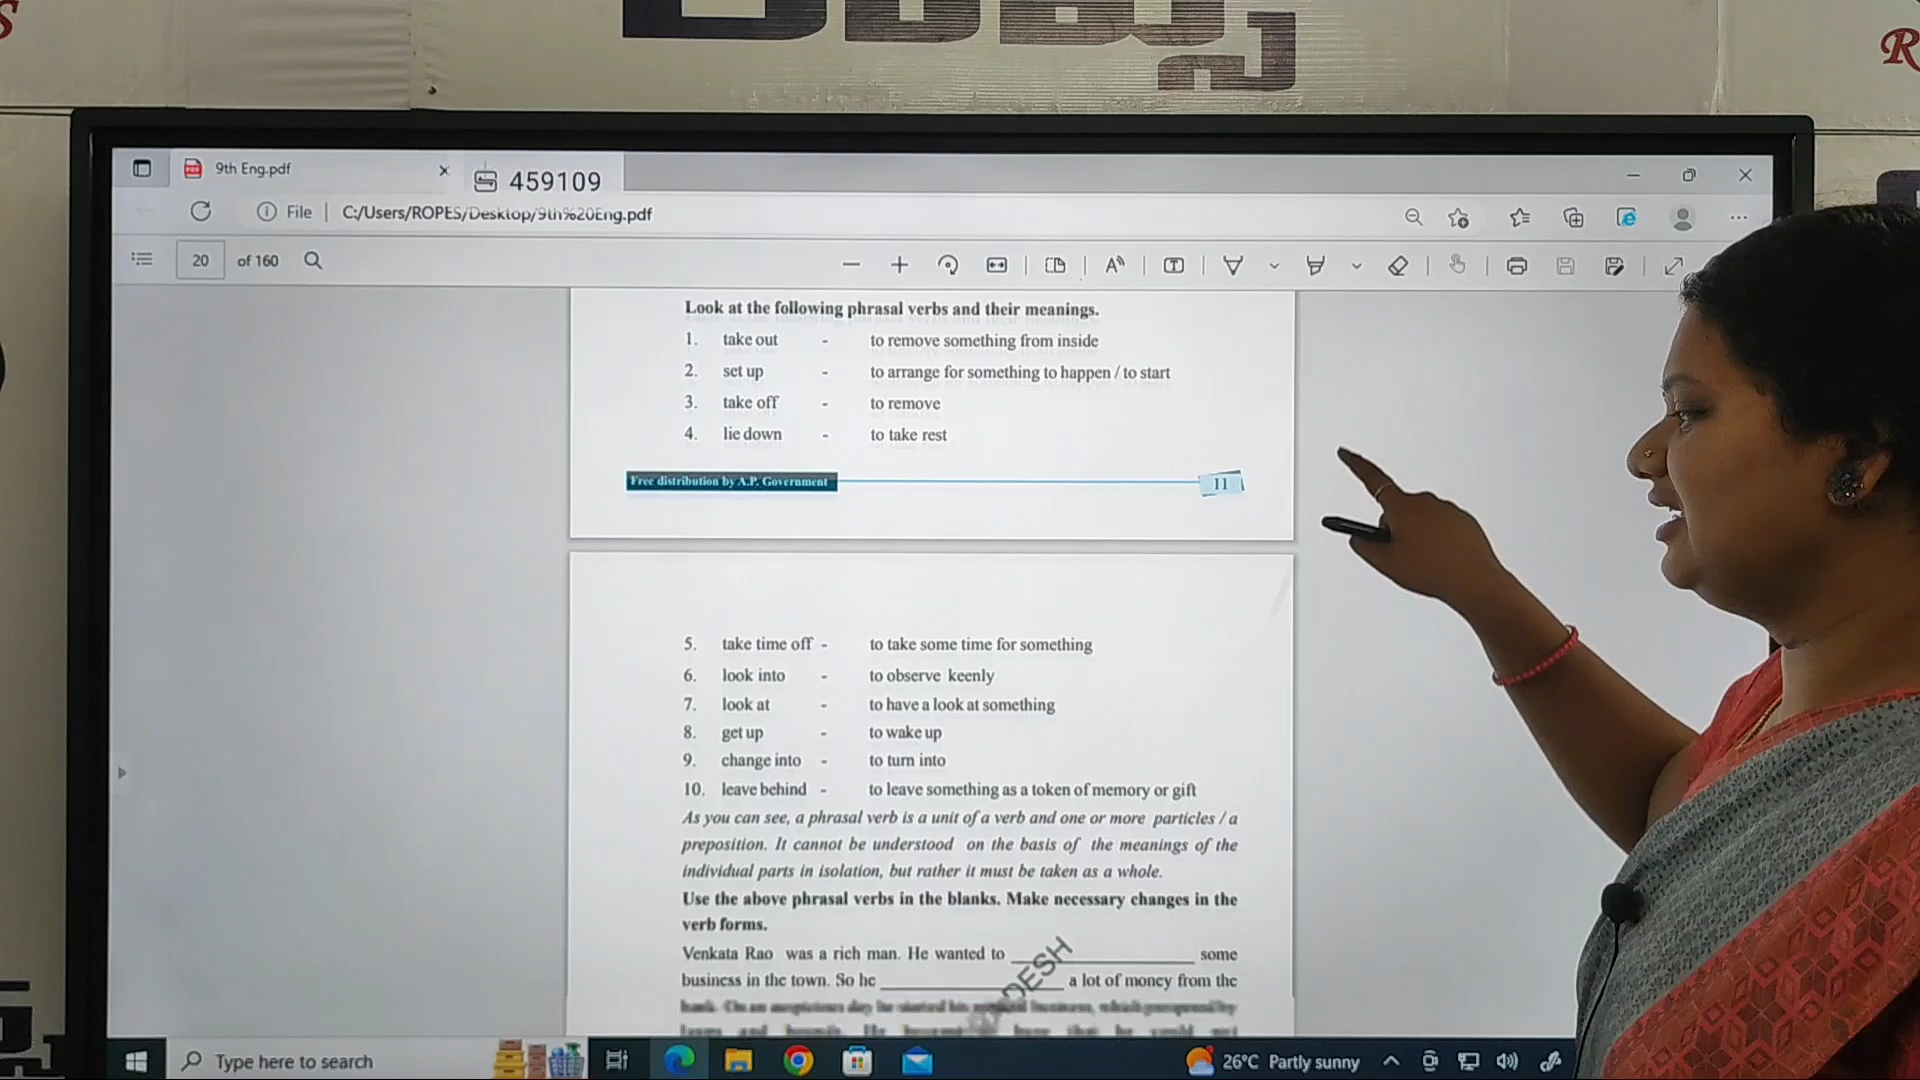 9th Eng.pdf
459109
File
C:/Users/ROPES/Desktop/9th%20Eng.pdf
20 of 160
Look at the following phrasal verbs and their meanings.
1. take out - to remove something from inside
2. set up - to arrange for something to happen / to start
3. take off - to remove
4. lie down - to take rest
Free distribution by A.P. Government
11
5. take time off - to take some time for something
6. look into - to observe keenly
7. look at - to have a look at something
8. get up - to wake up
9. change into - to turn into
10. leave behind - to leave something as a token of memory or gift
As you can see, a phrasal verb is a unit of a verb and one or more particles / a
preposition. It cannot be understood on the basis of the meanings of the
individual parts in isolation, but rather it must be taken as a whole.
Use the above phrasal verbs in the blanks. Make necessary changes in the
verb forms.
Venkata Rao was a rich man. He wanted to ____________ some
business in the town. So he ____________ a lot of money from the
Type here to search
26°C Partly sunny